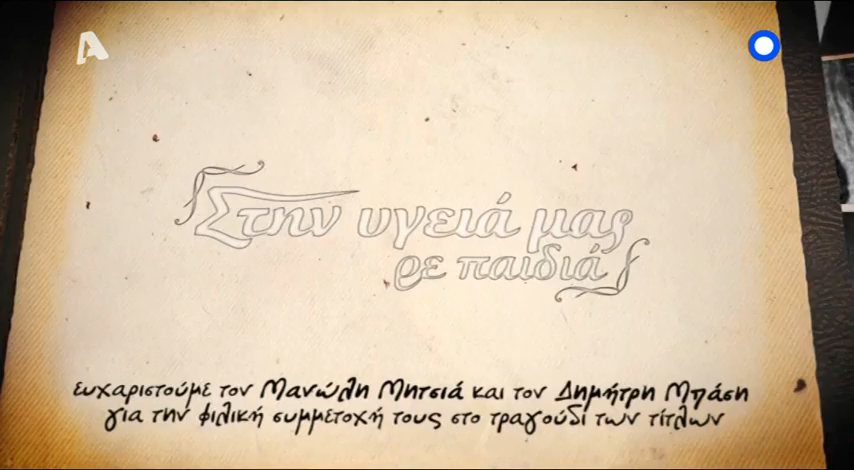 Στην υγειά μας
ρε παιδιά
ευχαριστούμε τον Μανώλη Μητσιά και τον Δημήτρη Μπάση
για την φιλική συμμετοχή τους στο τραγούδι των τίτλων